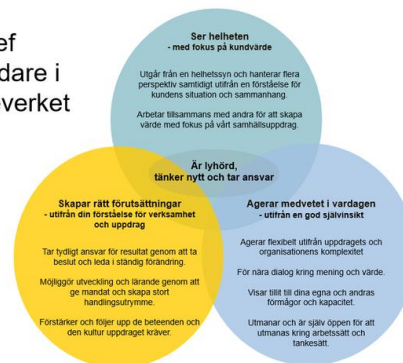 ef
dare i
everket
Ser helheten
- med fokus på kundvärde
Utgår från en helhetssyn och hanterar flera
perspektiv samtidigt utifrån en förståelse för
kundens situation och sammanhang.
Arbetar tillsammans med andra för att skapa
värde med fokus på vårt samhällsuppdrag.
Är lyhörd,
tänker nytt och tar ansvar
Skapar rätt förutsättningar
- utifrån din förståelse för verksamhet
och uppdrag
Tar tydligt ansvar för resultat genom att ta
beslut och leda i ständig förändring.
Möjliggör utveckling och lärande genom att
ge mandat och skapa stort
handlingsutrymme.
Förstärker och följer upp de beteenden och
den kultur uppdraget kräver.
Agerar medvetet i vardagen
- utifrån en god självinsikt
Agerar flexibelt utifrån uppdragets och
organisationens komplexitet
För nära dialog kring mening och värde.
Visar tillit till dina egna och andras
förmågor och kapacitet.
Utmanar och är själv öppen för att
utmanas kring arbetssätt och
tankesätt.